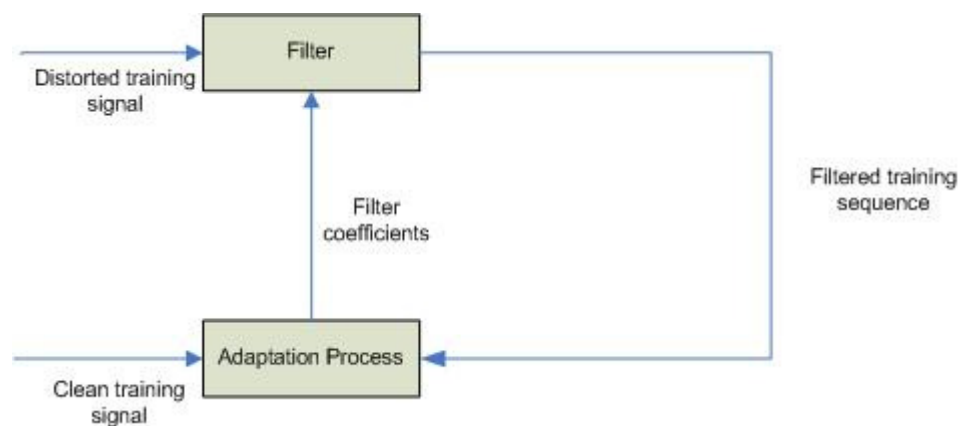 Filter
Distorted training
signal
Filtered training
sequence
Filter
coefficients
Adaptation Process
Clean training
signal